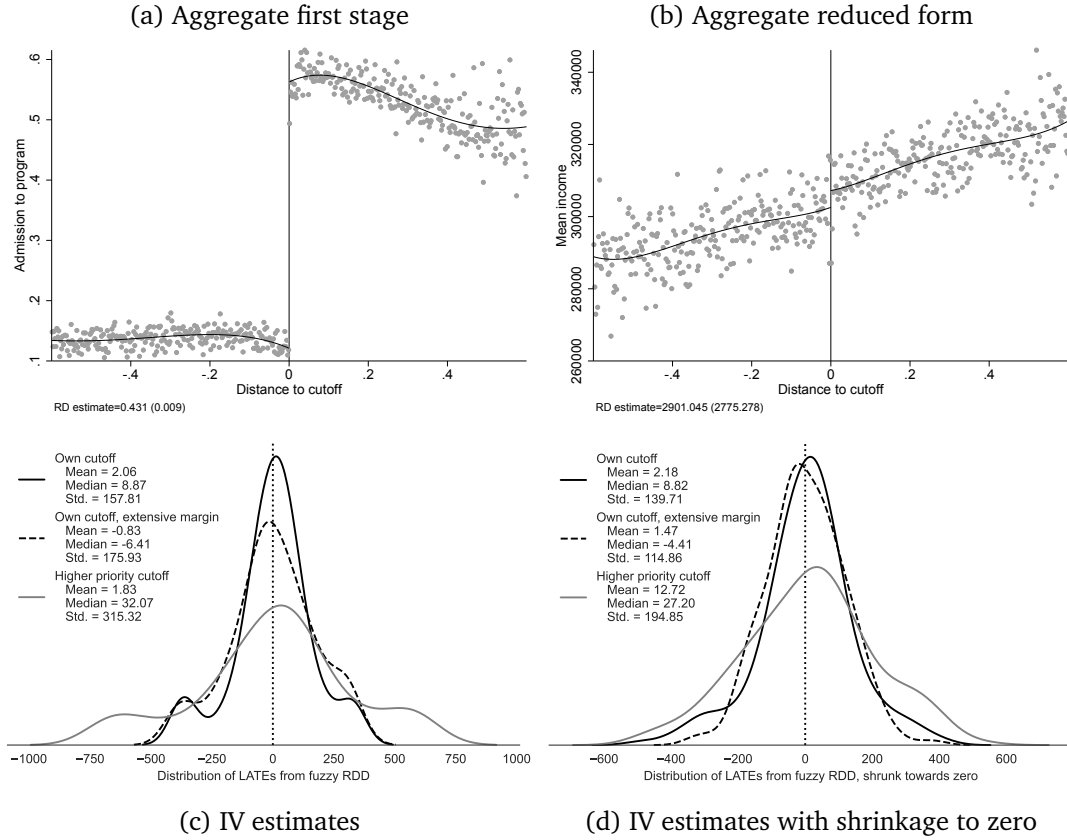 (a) Aggregate first stage
.6
.5
.4
.3
.2
.1
Admission to program
-.4
-.2
0
.2
.4
Distance to cutoff
RD estimate=0.431 (0.009)
(b) Aggregate reduced form
340000
320000
300000
280000
260000
Mean income
-.4
-.2
0
.2
.4
Distance to cutoff
RD estimate=2901.045 (2775.278)
Own cutoff
Mean = 2.06
Median = 8.87
Std. = 157.81
Own cutoff, extensive margin
Mean = -0.83
Median = -6.41
Std. = 175.93
Higher priority cutoff
Mean = 1.83
Median = 32.07
Std. = 315.32
−1000
−750
−500
−250
0
250
500
750
1000
Distribution of LATEs from fuzzy RDD
(c) IV estimates
Own cutoff
Mean = 2.18
Median = 8.82
Std. = 139.71
Own cutoff, extensive margin
Mean = 1.47
Median = -4.41
Std. = 114.86
Higher priority cutoff
Mean = 12.72
Median = 27.20
Std. = 194.85
−600
−400
−200
0
200
400
600
Distribution of LATEs from fuzzy RDD, shrunk towards zero
(d) IV estimates with shrinkage to zero